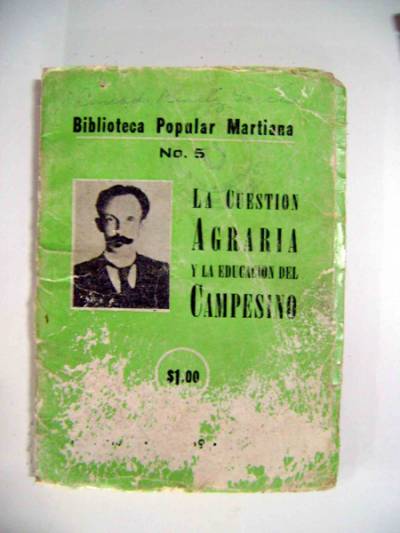 Biblioteca Popular Martiana
No. 5
LA CUESTION
AGRARIA
Y LA EDUCACION DEL
CAMPESINO
$1.00